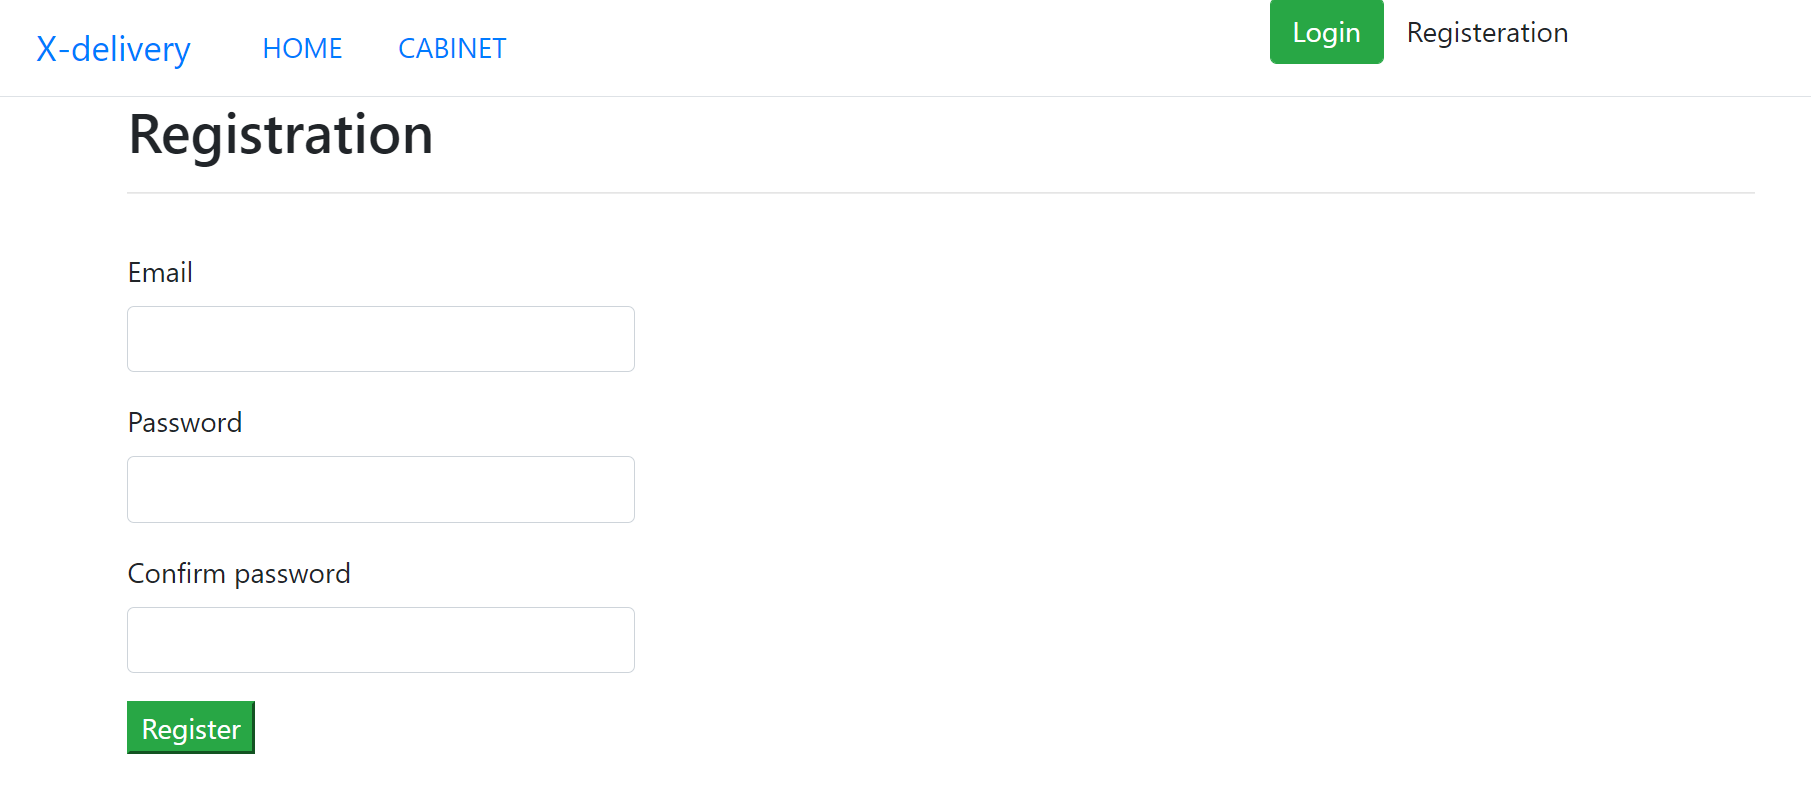 X-delivery HOME CABINET Login Registeration
Registration
Email
Password
Confirm password
Register